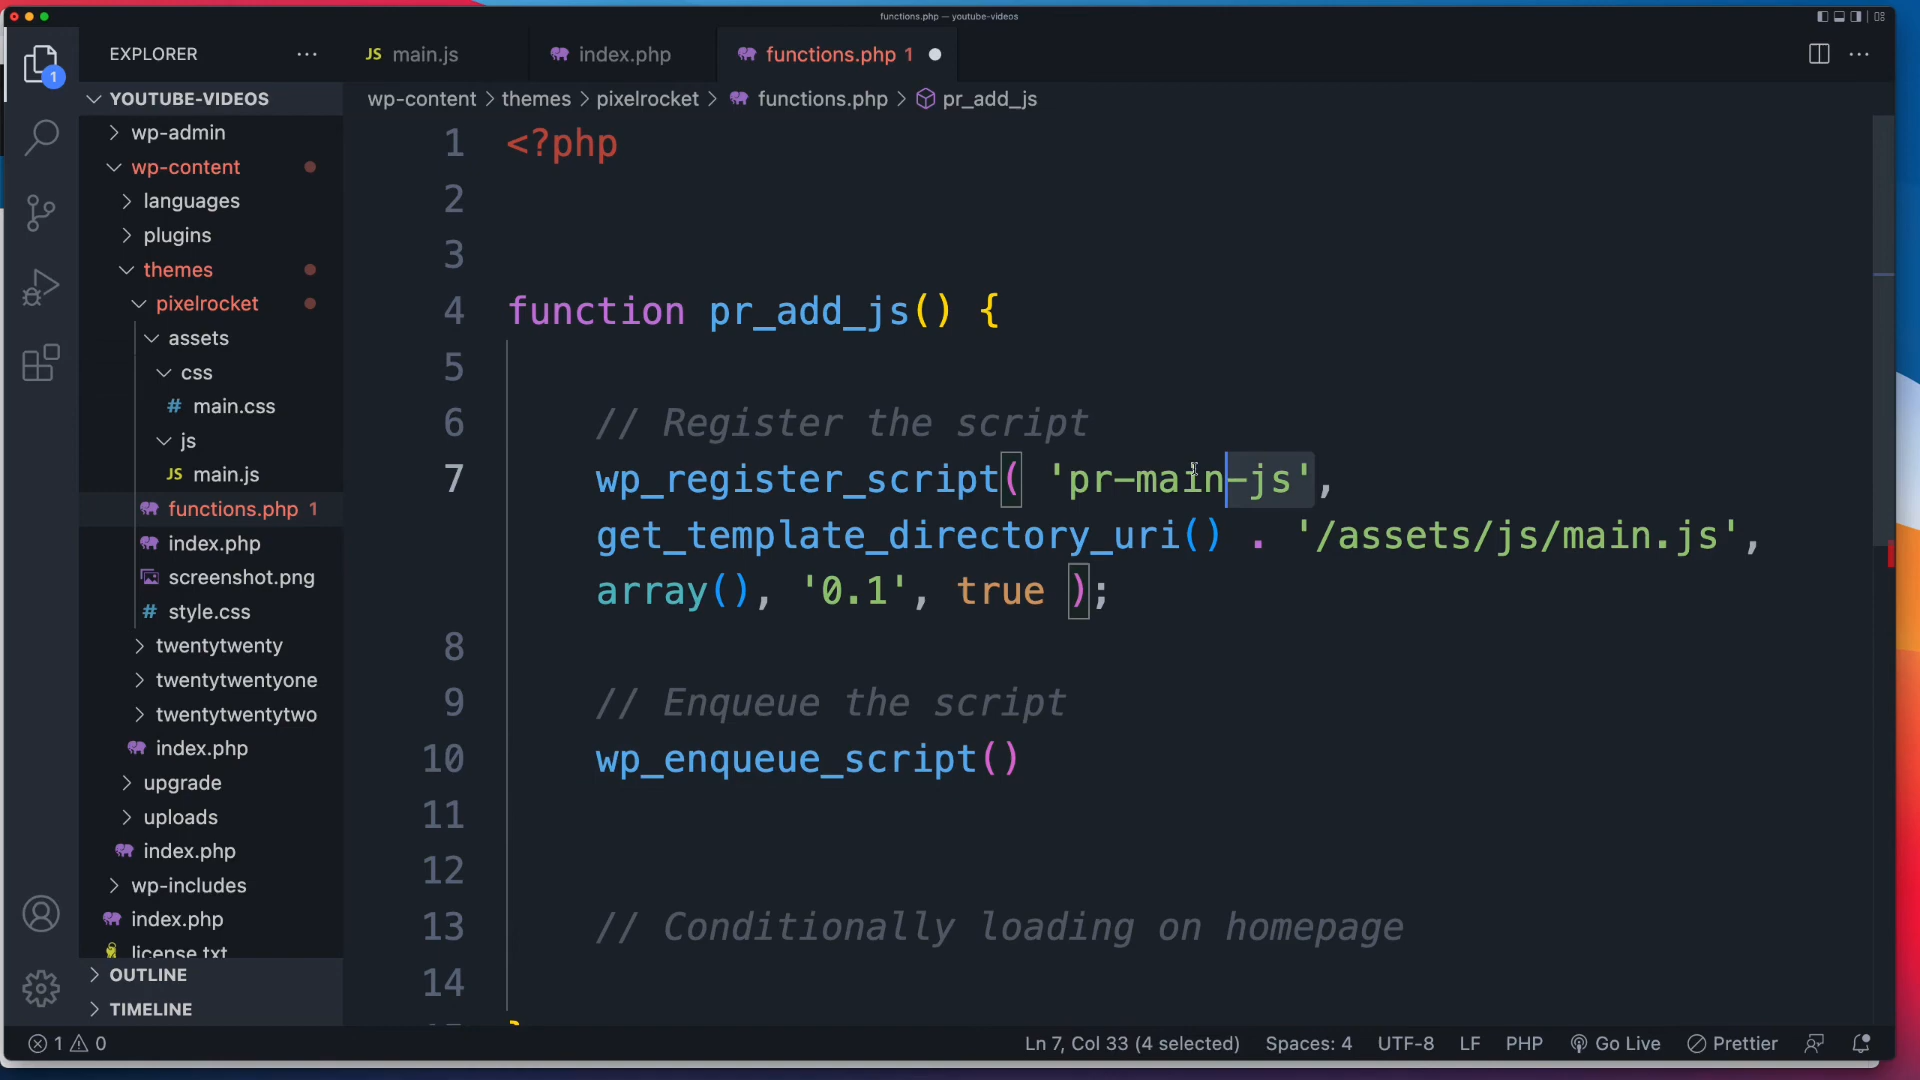 functions.php — youtube-videos
EXPLORER
main.js
index.php
functions.php 1
YOUTUBE-VIDEOS
wp-content > themes > pixelrocket > functions.php > pr_add_js
wp-admin
wp-content
languages
plugins
themes
pixelrocket
assets
css
# main.css
js
JS main.js
functions.php 1
index.php
screenshot.png
# style.css
twentytwenty
twentytwentyone
twentytwentytwo
index.php
upgrade
uploads
index.php
wp-includes
index.php
license.txt
OUTLINE
TIMELINE
1 <?php
2
3
4 function pr_add_js() {
5
6 // Register the script
7 wp_register_script( 'pr-main-js',
get_template_directory_uri() . '/assets/js/main.js',
array(), '0.1', true );
8
9 // Enqueue the script
10 wp_enqueue_script()
11
12
13 // Conditionally loading on homepage
14
1 0
Ln 7, Col 33 (4 selected) Spaces: 4 UTF-8 LF PHP Go Live Prettier